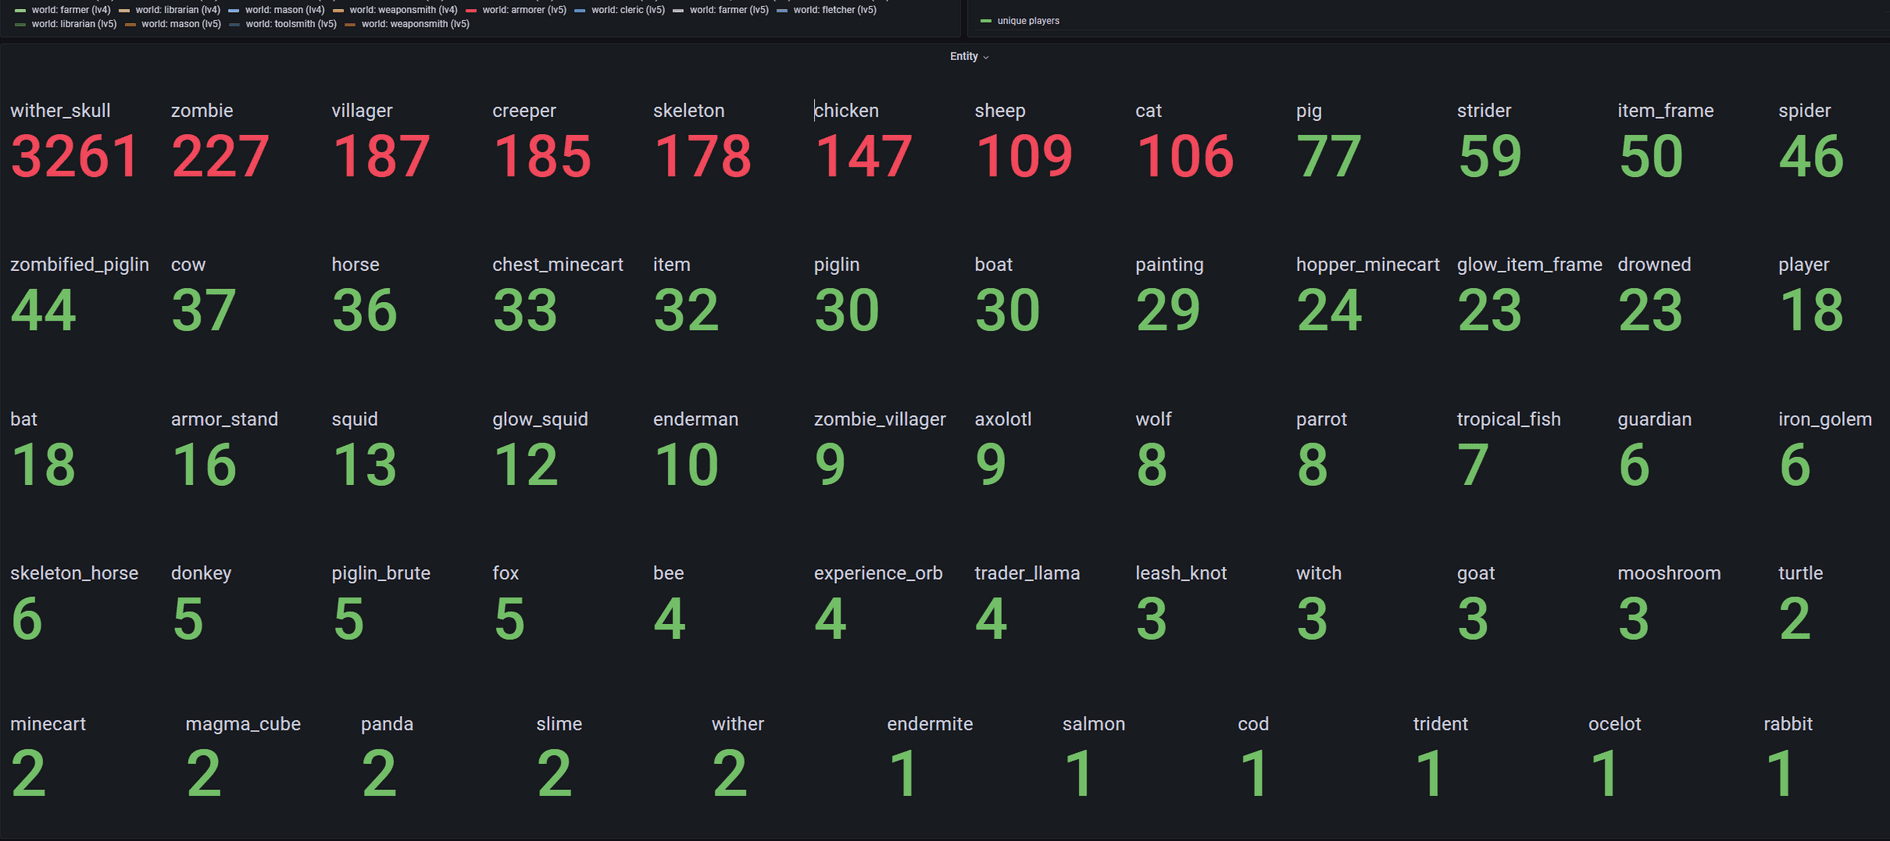 world: farmer (lv4) world: librarian (lv4) world: mason (lv4) world: weaponsmith (lv4) world: armorer (lv5) world: cleric (lv5) world: farmer (lv5) world: fletcher (lv5)
world: librarian (lv5) world: mason (lv5) world: toolsmith (lv5) world: weaponsmith (lv5)
unique players
Entity
wither_skull zombie villager creeper skeleton chicken sheep cat pig strider item_frame spider
3261 227 187 185 178 147 109 106 77 59 50 46
zombified_piglin cow horse chest_minecart item piglin boat painting hopper_minecart glow_item_frame drowned player
44 37 36 33 32 30 30 29 24 23 23 18
bat armor_stand squid glow_squid enderman zombie_villager axolotl wolf parrot tropical_fish guardian iron_golem
18 16 13 12 10 9 9 8 8 7 6 6
skeleton_horse donkey piglin_brute fox bee experience_orb trader_llama leash_knot witch goat mooshroom turtle
6 5 5 5 4 4 4 3 3 3 3 2
minecart magma_cube panda slime wither endermite salmon cod trident ocelot rabbit
2 2 2 2 2 1 1 1 1 1 1